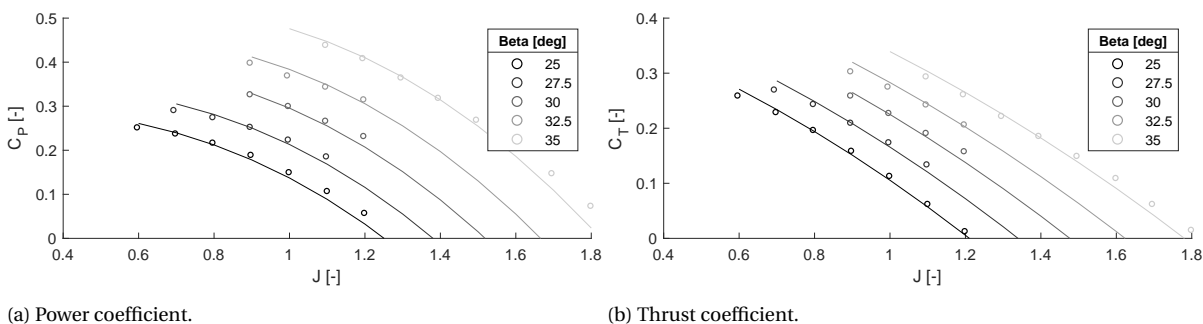 0.5
0.4
0.3
0.2
0.1
0
C_P [-]
0.4 0.6 0.8 1 1.2 1.4 1.6 1.8
J [-]
Beta [deg]
25
27.5
30
32.5
35
(a) Power coefficient.
0.4
0.3
0.2
0.1
0
C_T [-]
0.4 0.6 0.8 1 1.2 1.4 1.6 1.8
J [-]
Beta [deg]
25
27.5
30
32.5
35
(b) Thrust coefficient.